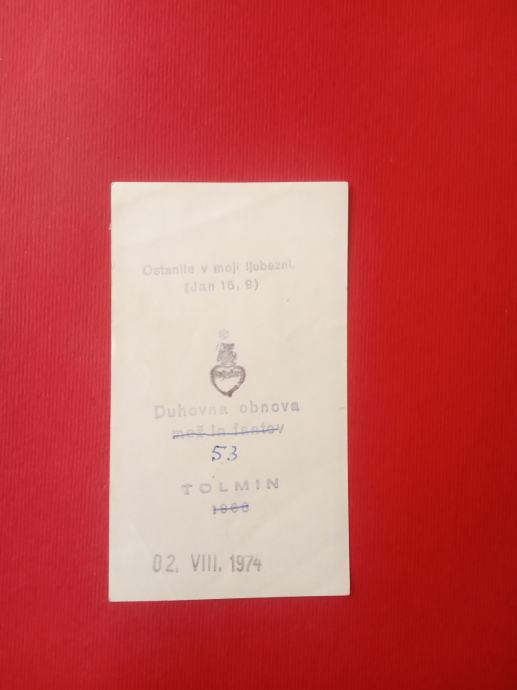 Ostanite v moji ljubezni.
(Jan 15, 9)
Duhovna obnova
mož in fantov
53
TOLMIN
1968
02. VIII. 1974